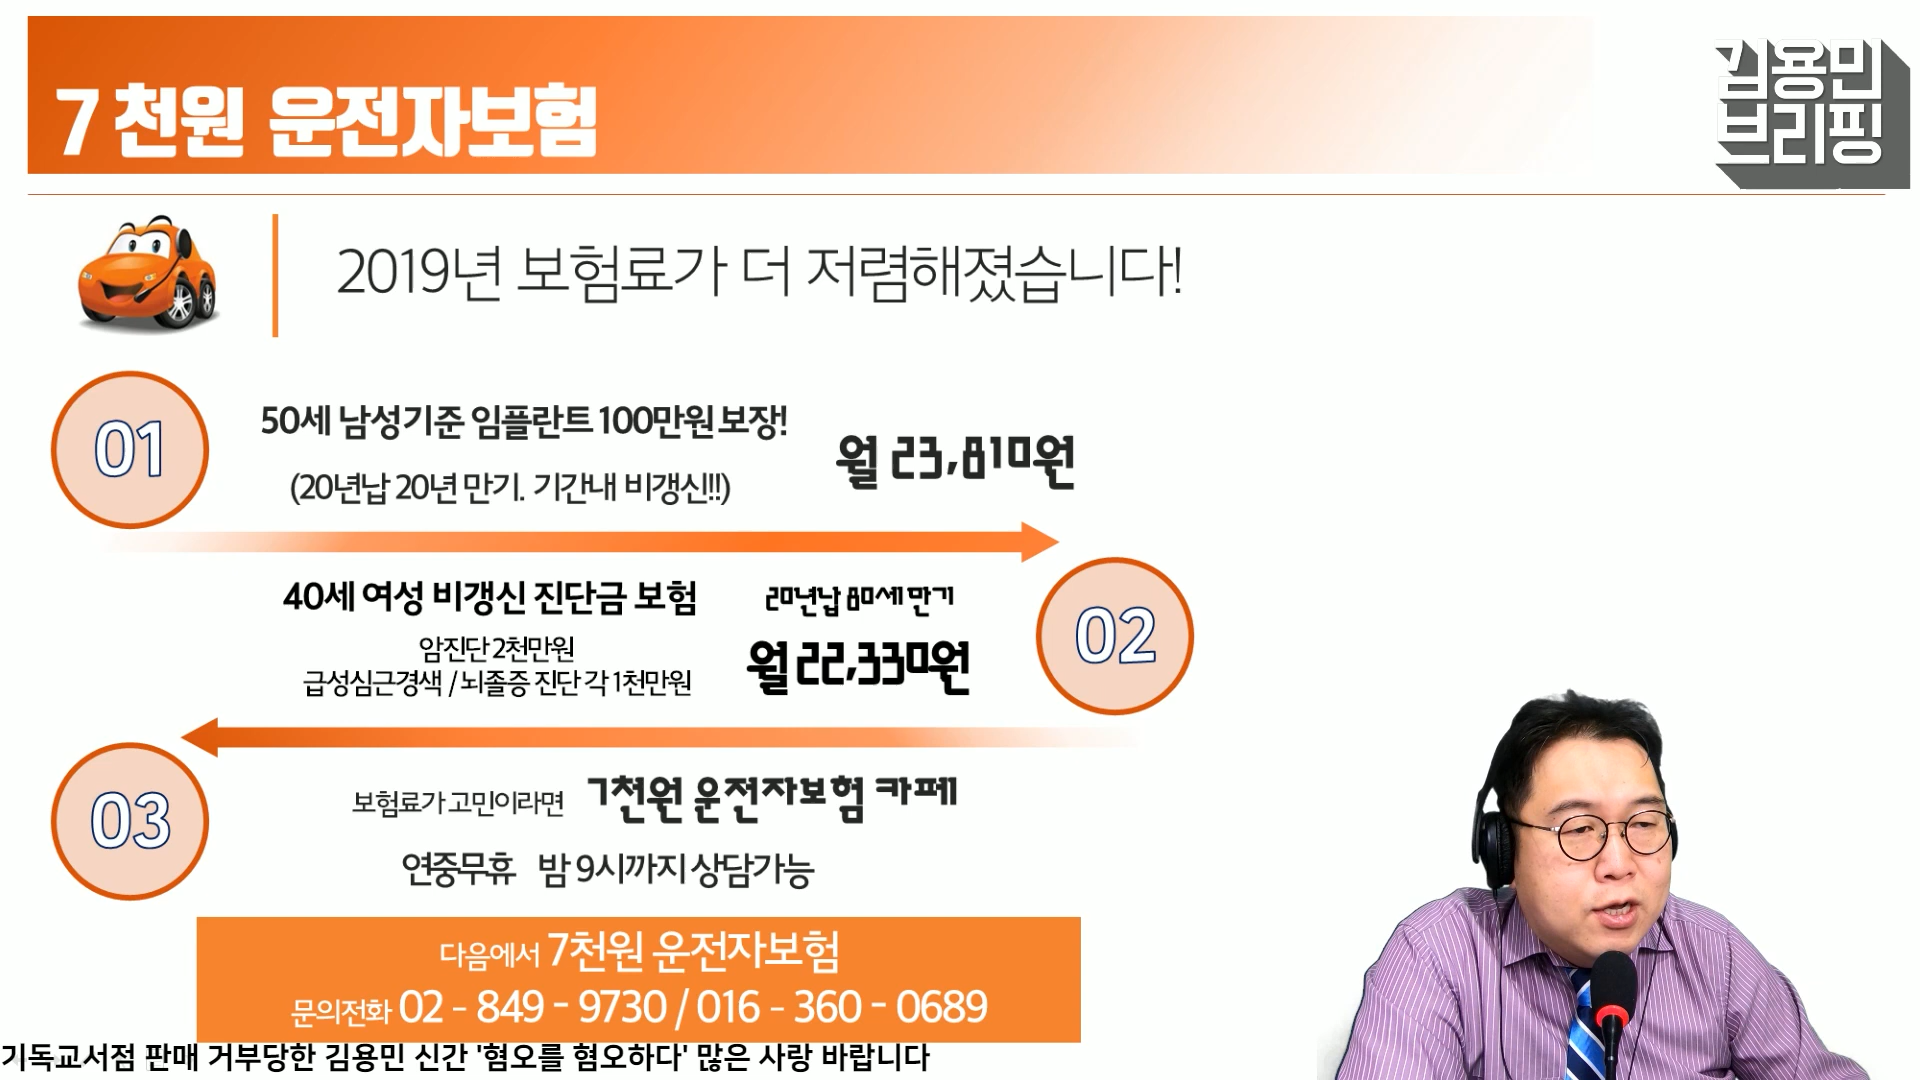 7천원 운전자보험
김용민
브리핑
2019년 보험료가 더 저렴해졌습니다!
01
50세 남성기준 임플란트 100만원 보장!
(20년납 20년 만기. 기간내 비갱신!!)
월 23,810원
40세 여성 비갱신 진단금 보험
암진단 2천만원
급성심근경색 / 뇌졸증 진단 각 1천만원
20년납 80세 만기
월 22,330원
02
03
보험료가 고민이라면 7천원 운전자보험 카페
연중무휴 밤 9시까지 상담가능
다음에서 7천원 운전자보험
문의전화 02 - 849 - 9730 / 016 - 360 - 0689
기독교서점 판매 거부당한 김용민 신간 '혐오를 혐오하다' 많은 사랑 바랍니다